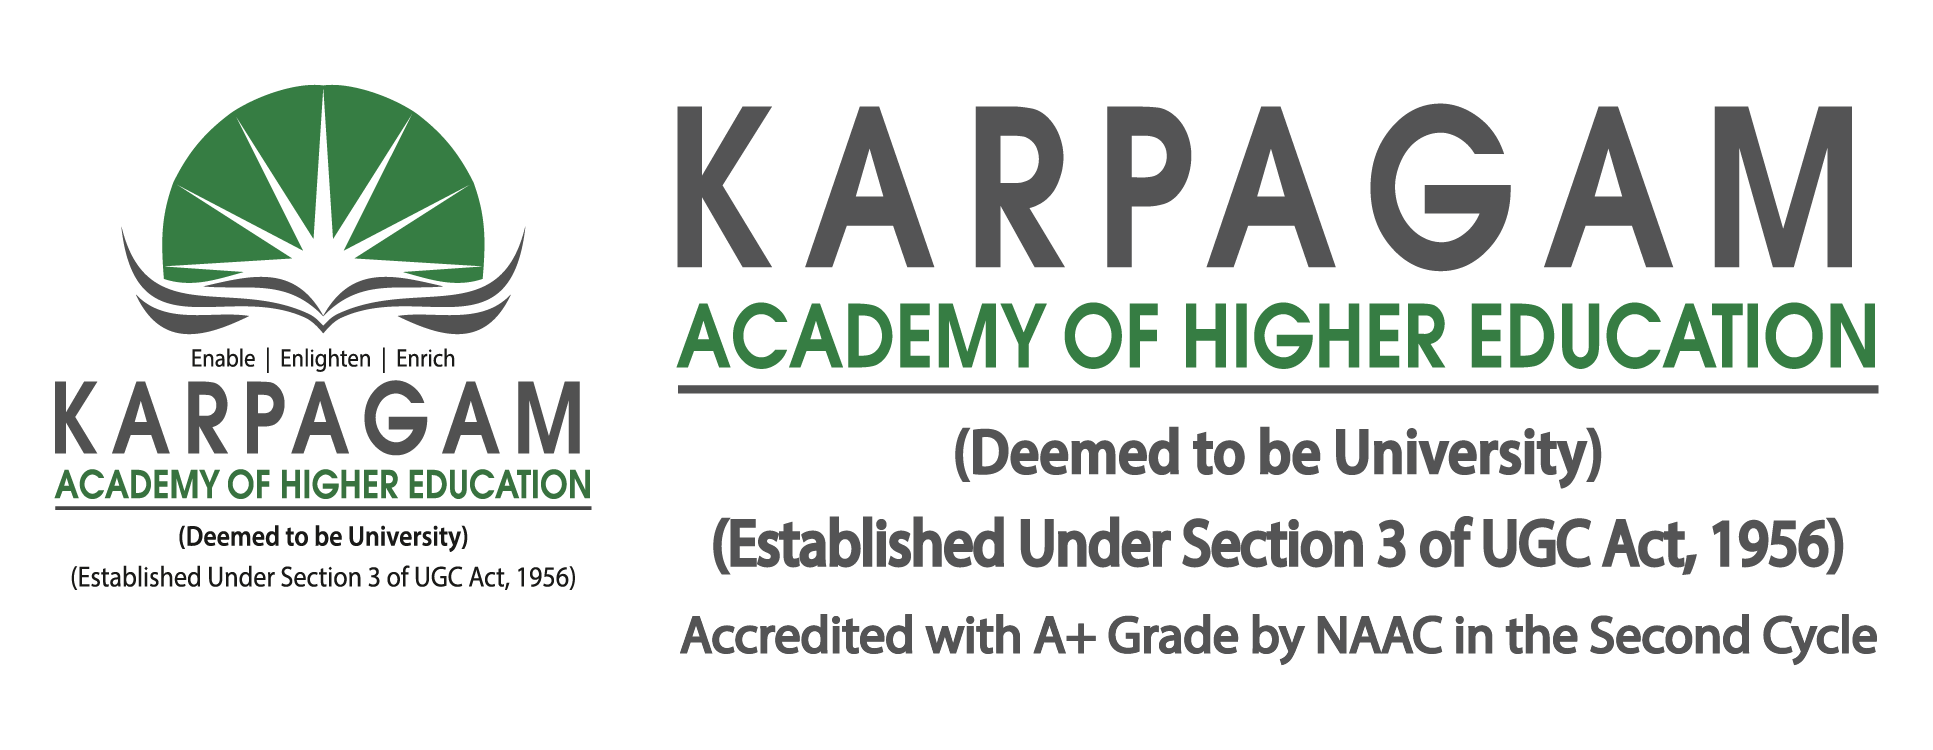 Enable | Enlighten | Enrich
KARPAGAM
ACADEMY OF HIGHER EDUCATION
(Deemed to be University)
(Established Under Section 3 of UGC Act, 1956)
KARPAGAM
ACADEMY OF HIGHER EDUCATION
(Deemed to be University)
(Established Under Section 3 of UGC Act, 1956)
Accredited with A+ Grade by NAAC in the Second Cycle